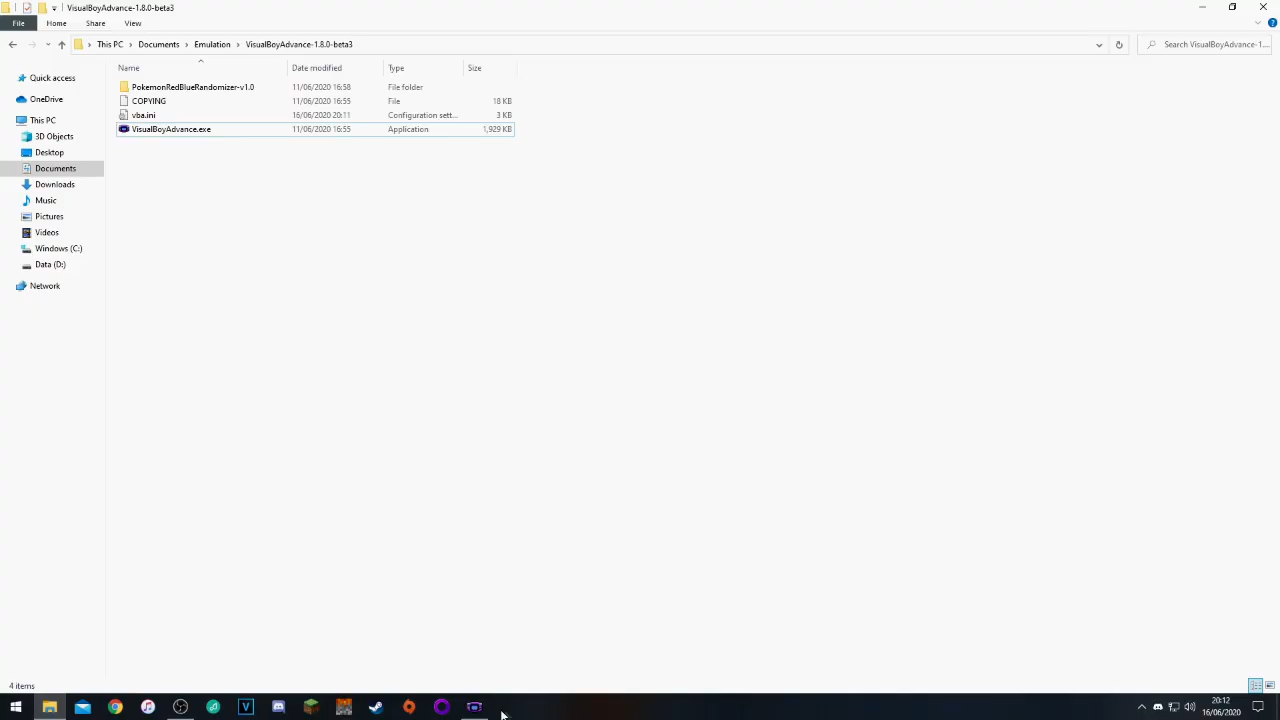 VisualBoyAdvance-1.8.0-beta3
File Home Share View
This PC Documents Emulation VisualBoyAdvance-1.8.0-beta3
Search VisualBoyAdvance-1....
Name Date modified Type Size
PokemonRedBlueRandomizer-v1.0 11/06/2020 16:58 File folder
COPYING 11/06/2020 16:55 File 18 KB
vba.ini 16/06/2020 20:11 Configuration sett... 3 KB
VisualBoyAdvance.exe 11/06/2020 16:55 Application 1,929 KB
Quick access
OneDrive
This PC
3D Objects
Desktop
Documents
Downloads
Music
Pictures
Videos
Windows (C:)
Data (D:)
Network
4 items
20:12
16/06/2020